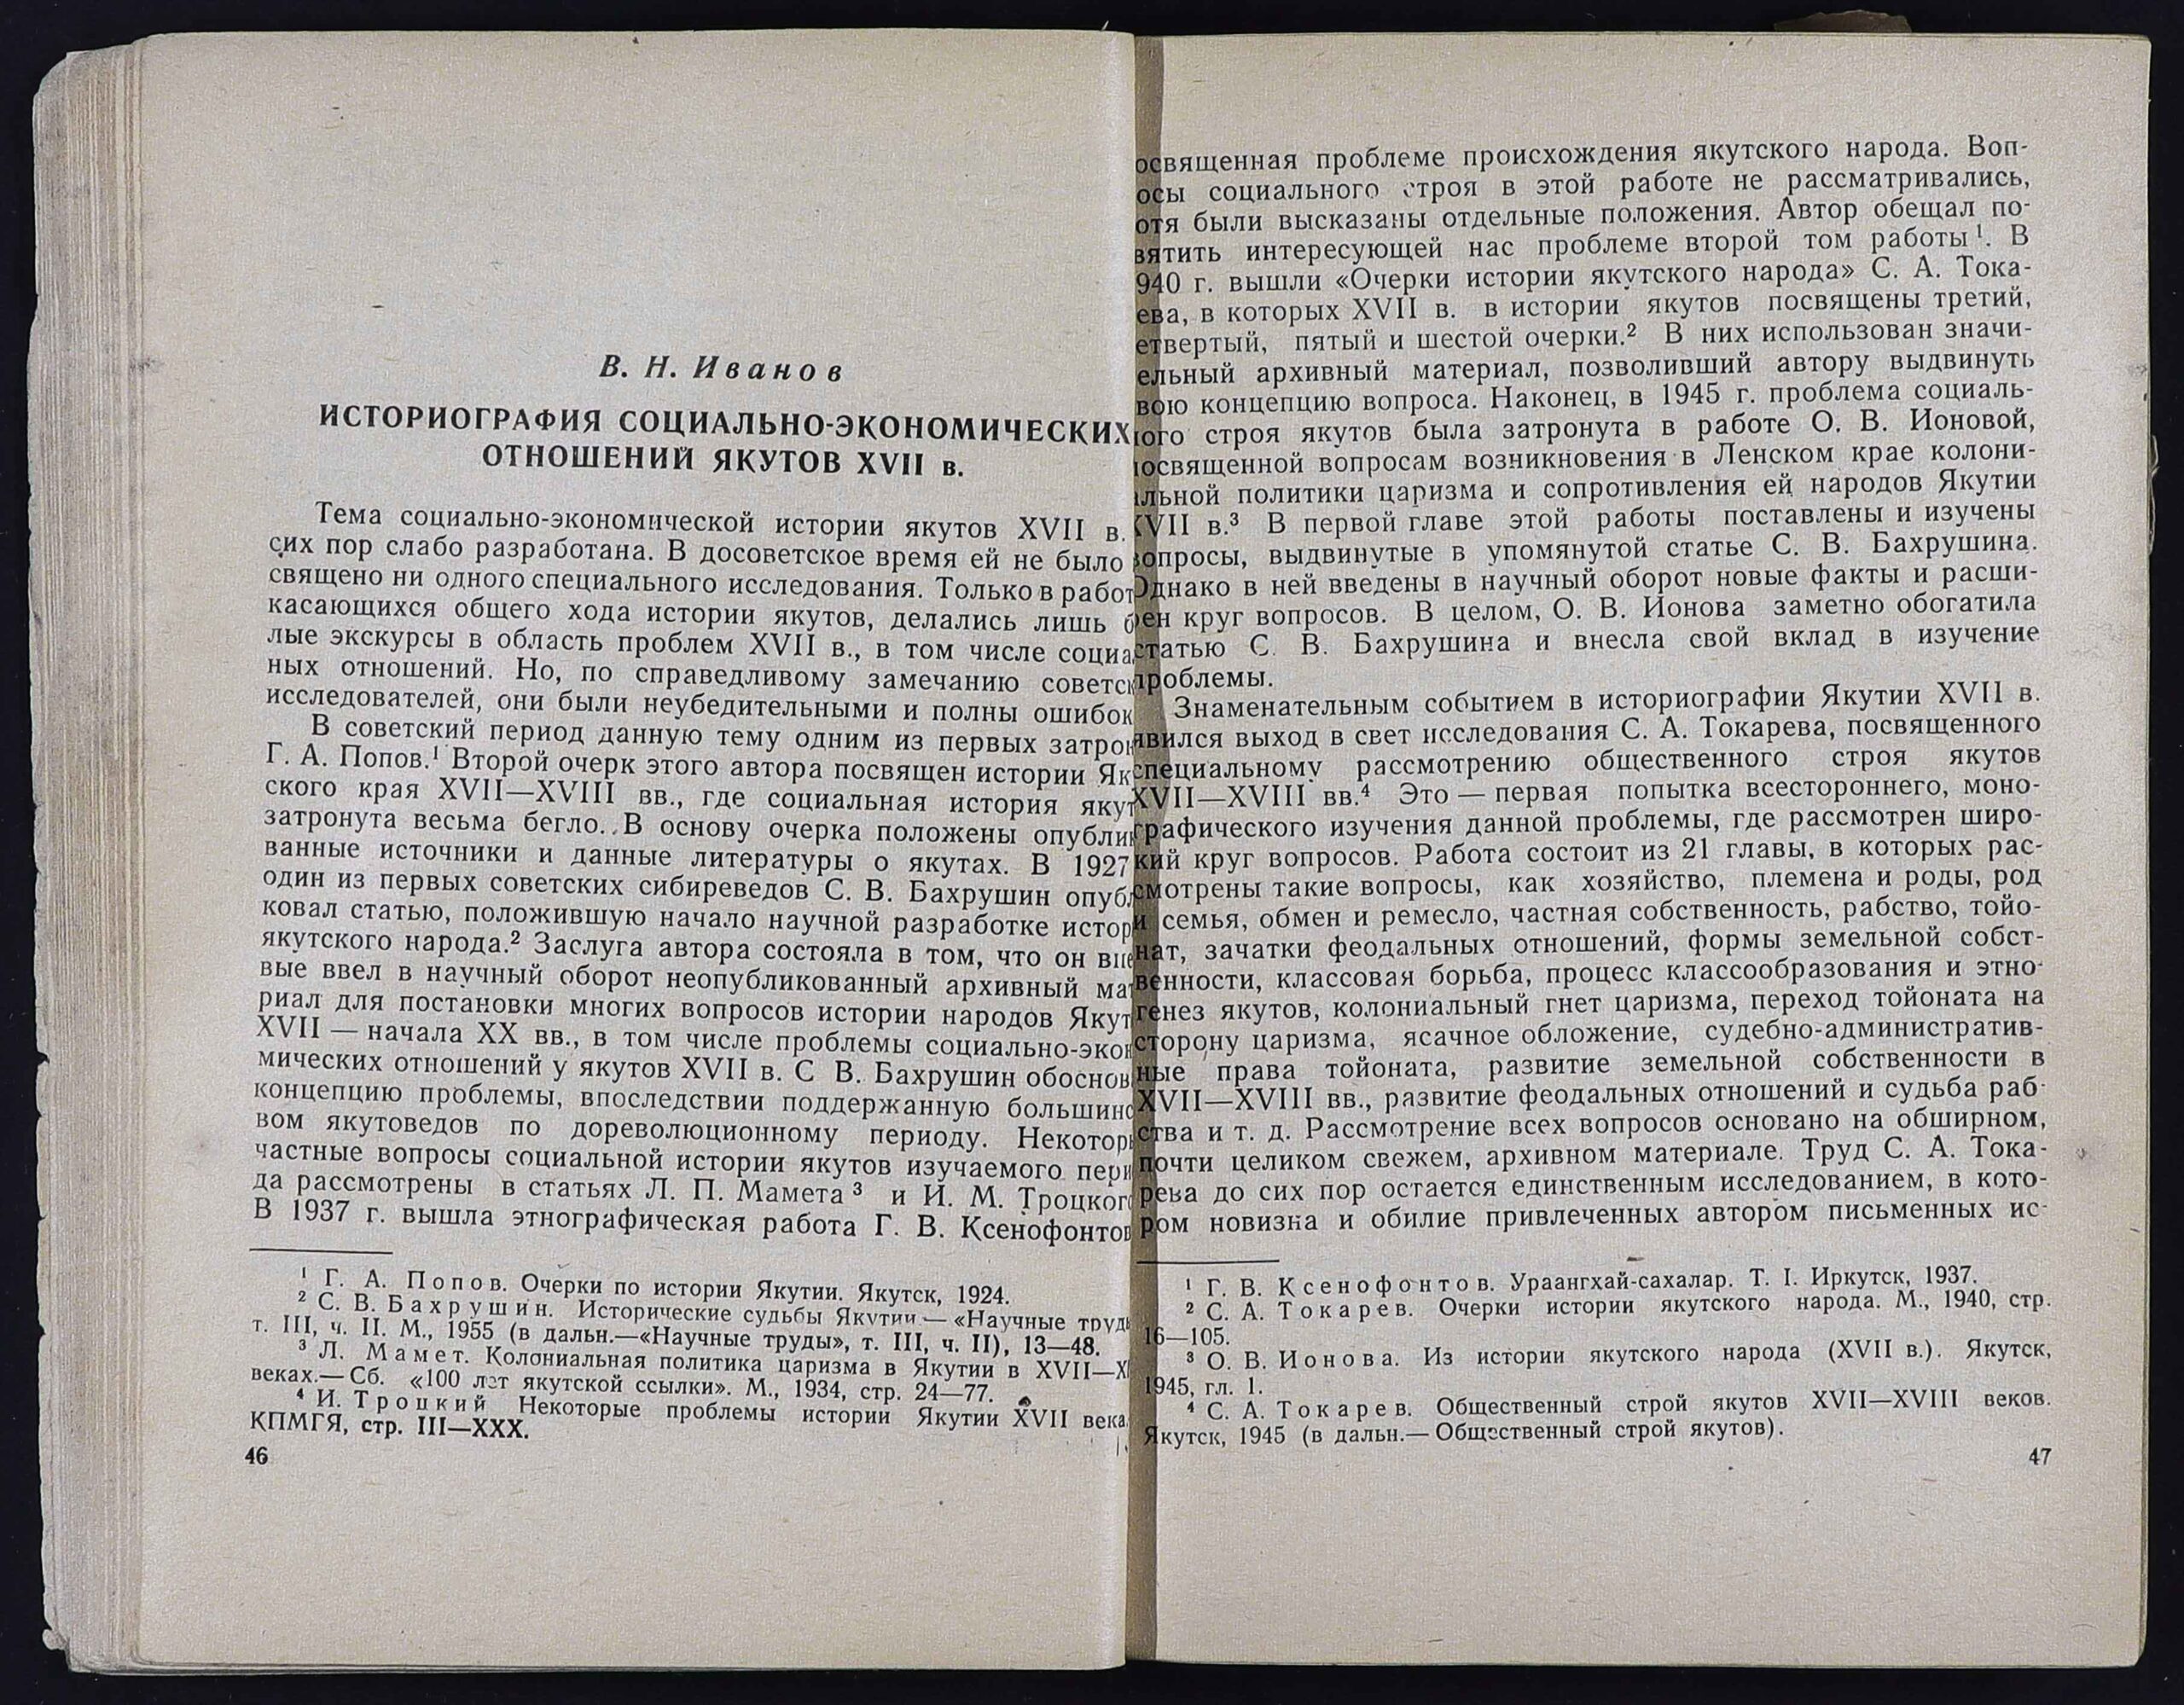 В. Н. Иванов
ИСТОРИОГРАФИЯ СОЦИАЛЬНО-ЭКОНОМИЧЕСКИХ
ОТНОШЕНИЙ ЯКУТОВ XVII в.
Тема социально-экономической истории якутов XVII в.
сих пор слабо разработана. В досоветское время ей не было
священо ни одного специального исследования. Только в работ
касающихся общего хода истории якутов, делались лишь б
лые экскурсы в область проблем XVII в., в том числе социа
ных отношений. Но, по справедливому замечанию советск
исследователей, они были неубедительными и полны ошибок
В советский период данную тему одним из первых затрон
Г. А. Попов.¹ Второй очерк этого автора посвящен истории Як
ского края XVII—XVIII вв., где социальная история якут
затронута весьма бегло. В основу очерка положены опублик
ванные источники и данные литературы о якутах. В 1927
один из первых советских сибиреведов С. В. Бахрушин опубл
ковал статью, положившую начало научной разработке истор
якутского народа.² Заслуга автора состояла в том, что он впе
вые ввел в научный оборот неопубликованный архивный мат
риал для постановки многих вопросов истории народов Якут
XVII — начала XX вв., в том числе проблемы социально-экон
мических отношений у якутов XVII в. С В. Бахрушин обоснов
концепцию проблемы, впоследствии поддержанную большинс
вом якутоведов по дореволюционному периоду. Некотор
частные вопросы социальной истории якутов изучаемого пери
да рассмотрены в статьях Л. П. Мамета³ и И. М. Троцког
В 1937 г. вышла этнографическая работа Г. В. Ксенофонтов
¹ Г. А. Попов. Очерки по истории Якутии. Якутск, 1924.
² С. В. Бахрушин. Исторические судьбы Якутии.— «Научные труды
т. III, ч. II. М., 1955 (в дальн.—«Научные труды», т. III, ч. II), 13—48.
³ Л. Мамет. Колониальная политика царизма в Якутии в XVII—X
веках.— Сб. «100 лет якутской ссылки». М., 1934, стр. 24—77.
⁴ И. Троцкий Некоторые проблемы истории Якутии XVII века
КПМГЯ, стр. III—XXX.
46
освященная проблеме происхождения якутского народа. Воп-
осы социального строя в этой работе не рассматривались,
отя были высказаны отдельные положения. Автор обещал по-
вятить интересующей нас проблеме второй том работы¹. В
940 г. вышли «Очерки истории якутского народа» С. А. Тока-
ева, в которых XVII в. в истории якутов посвящены третий,
етвертый, пятый и шестой очерки.² В них использован значи-
ельный архивный материал, позволивший автору выдвинуть
вою концепцию вопроса. Наконец, в 1945 г. проблема социаль-
ного строя якутов была затронута в работе О. В. Ионовой,
посвященной вопросам возникновения в Ленском крае колони-
альной политики царизма и сопротивления ей народов Якутии
XVII в.³ В первой главе этой работы поставлены и изучены
вопросы, выдвинутые в упомянутой статье С. В. Бахрушина.
Однако в ней введены в научный оборот новые факты и расши-
рен круг вопросов. В целом, О. В. Ионова заметно обогатила
статью С. В. Бахрушина и внесла свой вклад в изучение
проблемы.
Знаменательным событием в историографии Якутии XVII в.
явился выход в свет исследования С. А. Токарева, посвященного
специальному рассмотрению общественного строя якутов
XVII—XVIII вв.⁴ Это — первая попытка всестороннего, моно-
графического изучения данной проблемы, где рассмотрен широ-
кий круг вопросов. Работа состоит из 21 главы, в которых рас-
смотрены такие вопросы, как хозяйство, племена и роды, род
и семья, обмен и ремесло, частная собственность, рабство, тойо-
нат, зачатки феодальных отношений, формы земельной собст-
венности, классовая борьба, процесс классообразования и этно-
генез якутов, колониальный гнет царизма, переход тойоната на
сторону царизма, ясачное обложение, судебно-административ-
ные права тойоната, развитие земельной собственности в
XVII—XVIII вв., развитие феодальных отношений и судьба раб-
ства и т. д. Рассмотрение всех вопросов основано на обширном,
почти целиком свежем, архивном материале. Труд С. А. Тока-
рева до сих пор остается единственным исследованием, в кото-
ром новизна и обилие привлеченных автором письменных ис-
¹ Г. В. Ксенофонтов. Ураангхай-сахалар. Т. I. Иркутск, 1937.
² С. А. Токарев. Очерки истории якутского народа. М., 1940, стр.
16—105.
³ О. В. Ионова. Из истории якутского народа (XVII в.). Якутск,
1945, гл. 1.
⁴ С. А. Токарев. Общественный строй якутов XVII—XVIII веков.
Якутск, 1945 (в дальн.— Общественный строй якутов).
47